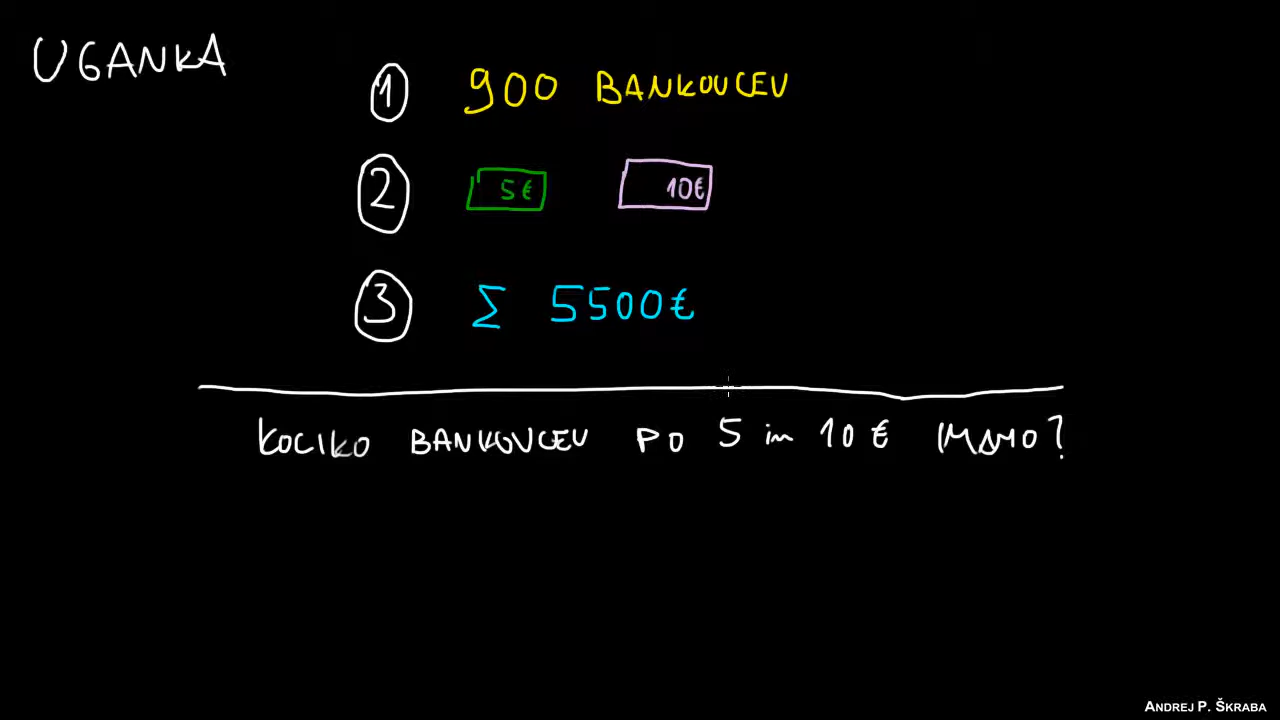 UGANKA
1 900 BANKOVCEV
2 5€ 10€
3 Σ 5500€
KOLIKO BANKOVCEV PO 5 in 10 € IMAMO?
ANDREJ P. ŠKRABA